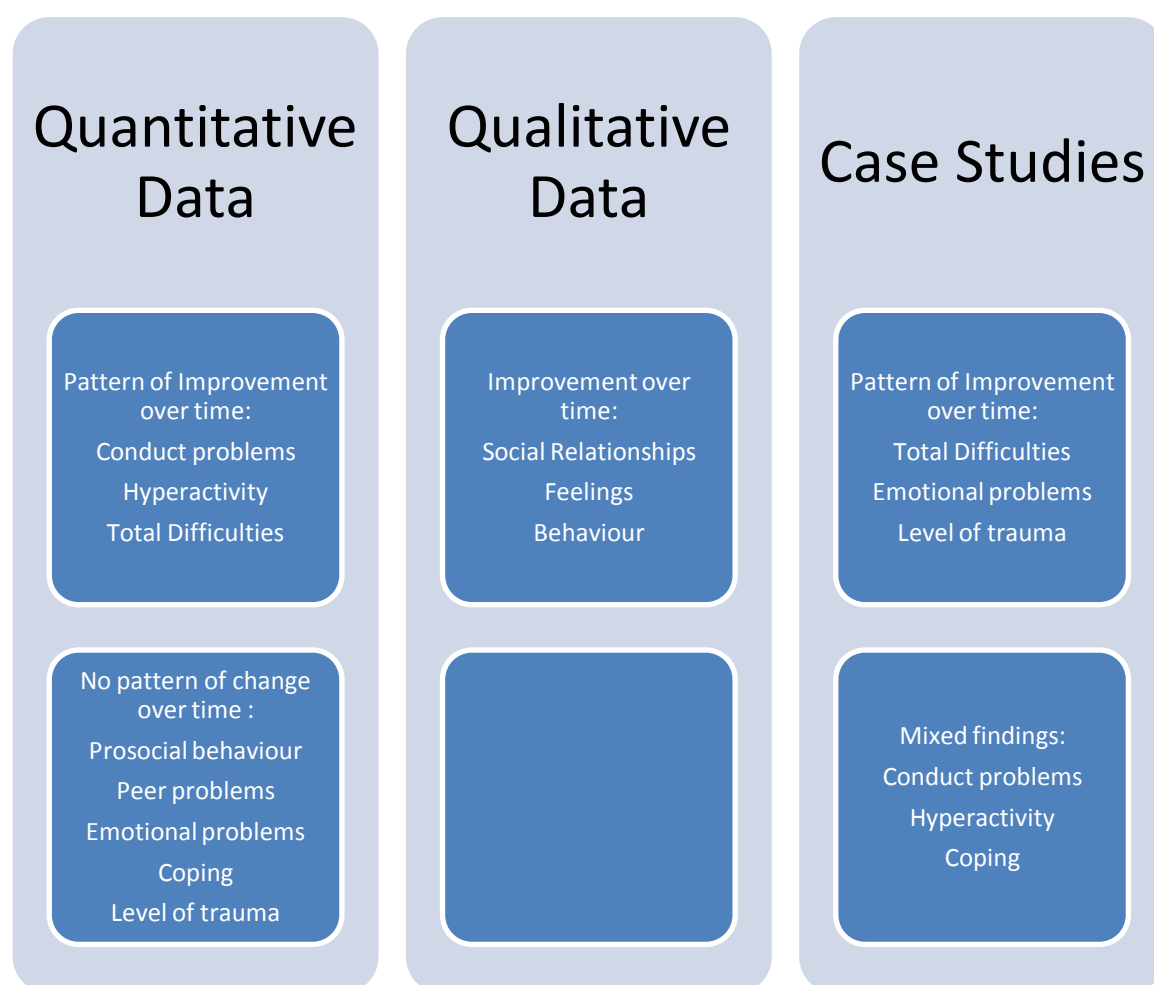 Quantitative
Data
Pattern of Improvement
over time:
Conduct problems
Hyperactivity
Total Difficulties
No pattern of change
over time :
Prosocial behaviour
Peer problems
Emotional problems
Coping
Level of trauma
Qualitative
Data
Improvement over
time:
Social Relationships
Feelings
Behaviour
Case Studies
Pattern of Improvement
over time:
Total Difficulties
Emotional problems
Level of trauma
Mixed findings:
Conduct problems
Hyperactivity
Coping